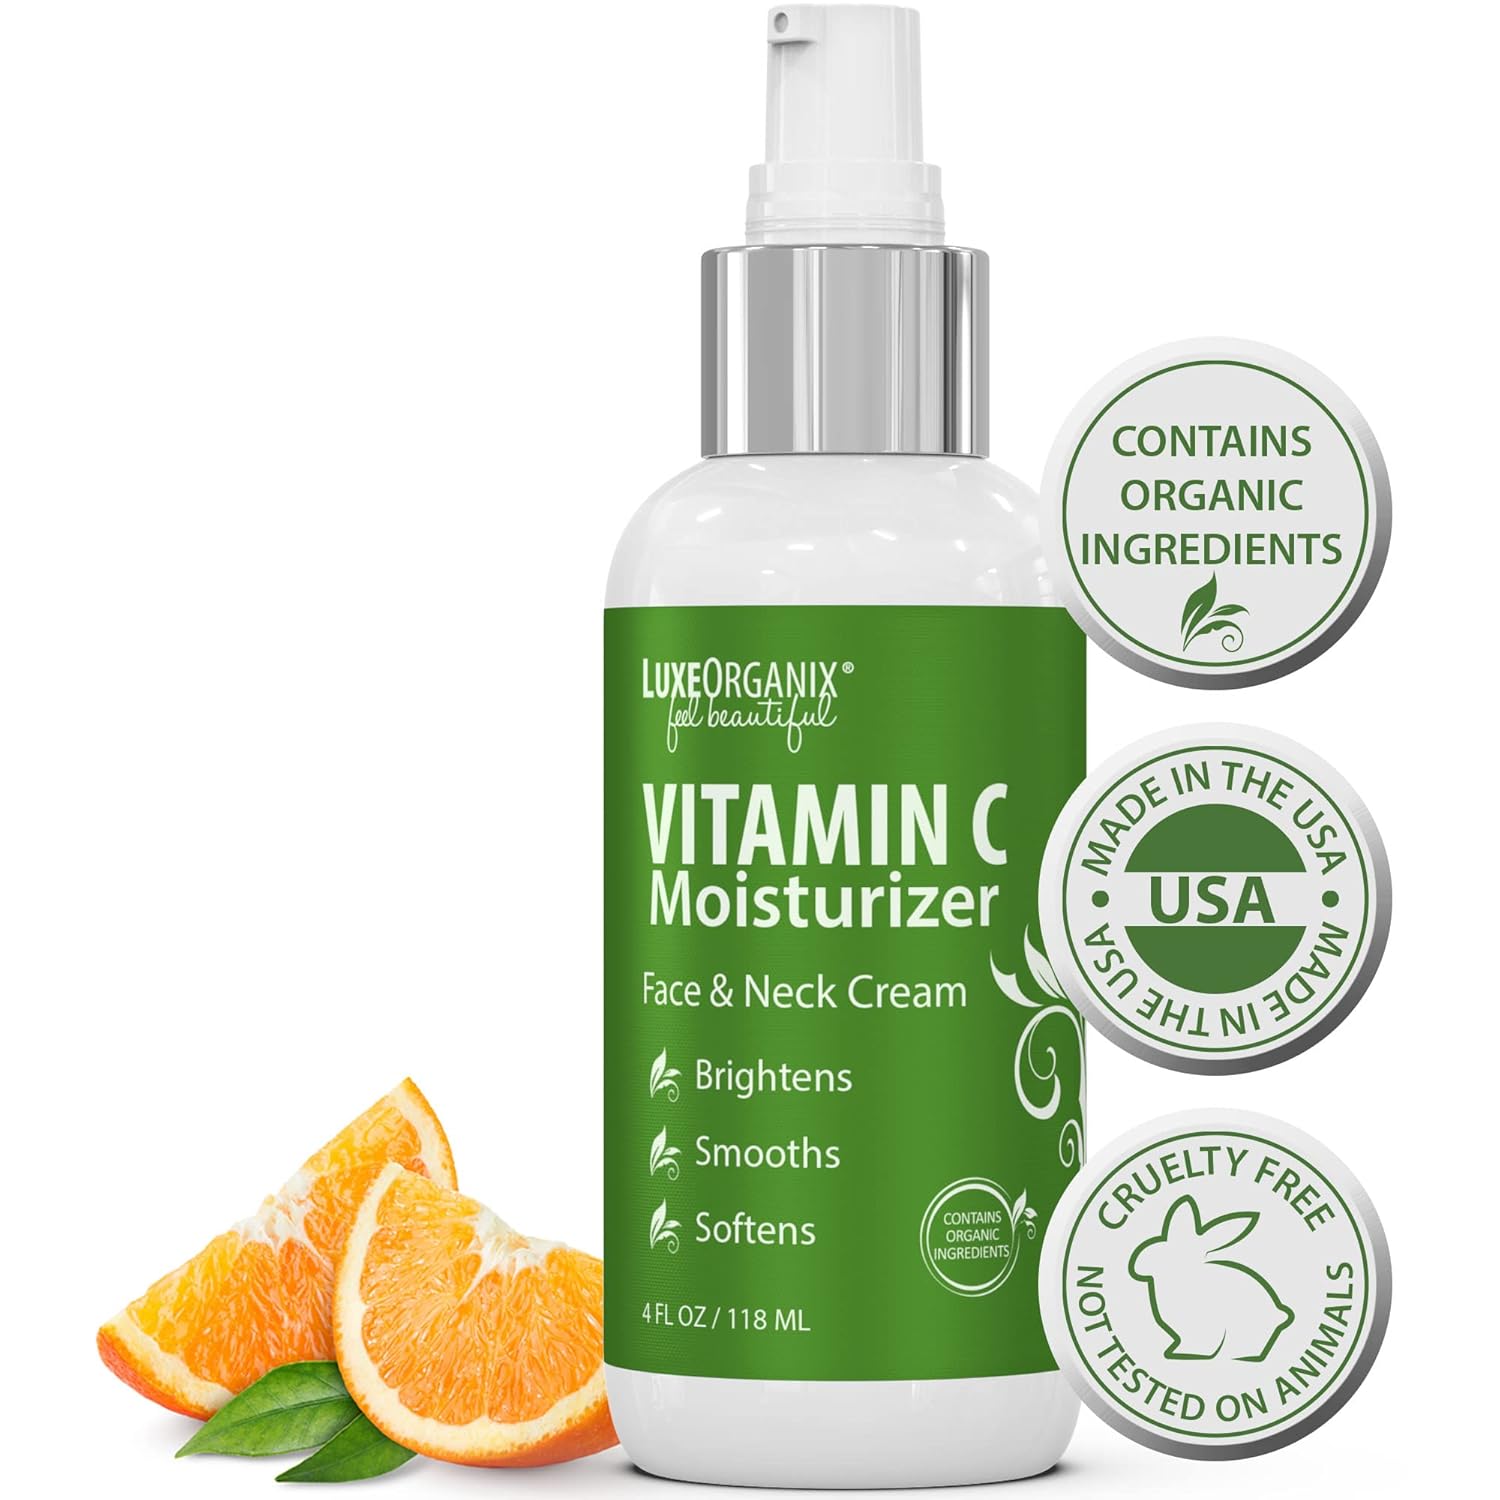 LUXEORGANIX®
feel beautiful
VITAMIN C
Moisturizer
Face & Neck Cream
Brightens
Smooths
Softens
CONTAINS
ORGANIC
INGREDIENTS
4 FL OZ / 118 ML
CONTAINS
ORGANIC
INGREDIENTS
MADE IN THE USA
USA
MADE IN THE USA
CRUELTY FREE
NOT TESTED ON ANIMALS